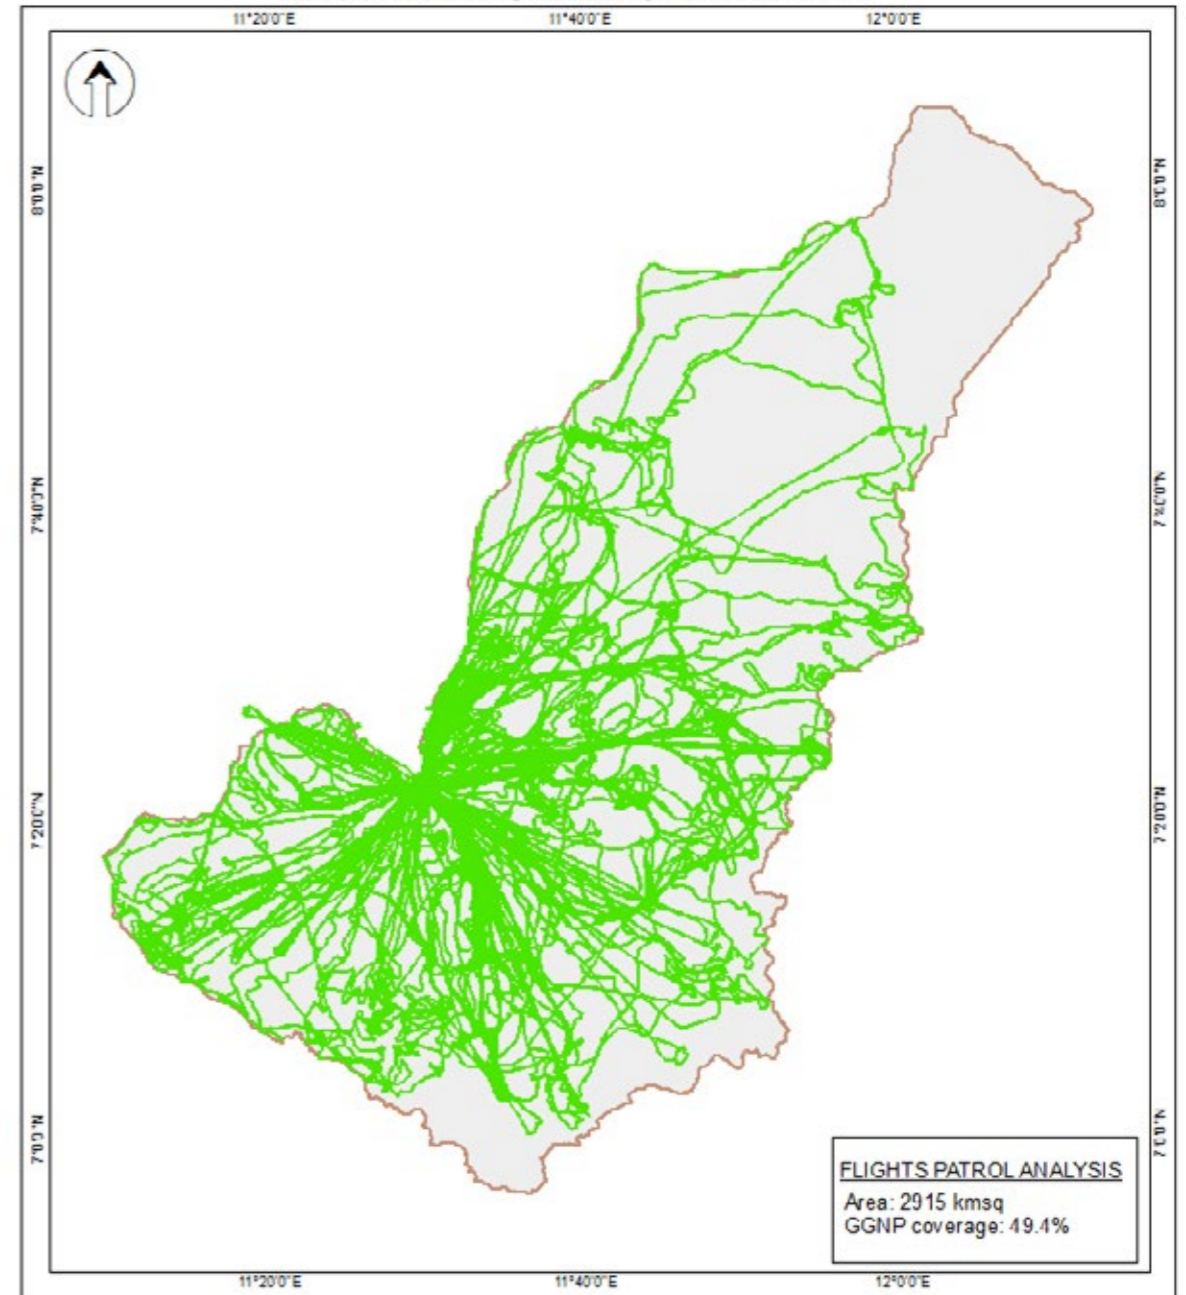 11°20'0"E 11°40'0"E 12°0'0"E
8°0'0"N 8°0'0"N
7°40'0"N 7°40'0"N
7°20'0"N 7°20'0"N
7°0'0"N 7°0'0"N
FLIGHTS PATROL ANALYSIS
Area: 2915 kmsq
GGNP coverage: 49.4%
11°20'0"E 11°40'0"E 12°0'0"E